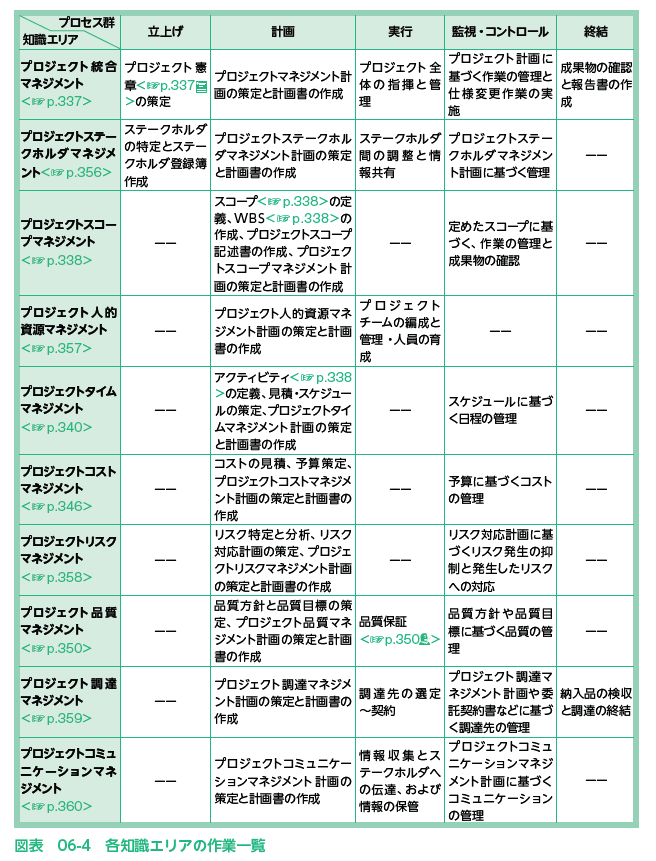 プロセス群
知識エリア
立上げ
計画
実行
監視・コントロール
終結
プロジェクト統合
マネジメント
<☞p.337>
プロジェクト憲
章<☞p.337
>の策定
プロジェクトマネジメント計
画の策定と計画書の作成
プロジェクト全
体の指揮と管
理
プロジェクト計画に
基づく作業の管理と
仕様変更作業の実
施
成果物の確認
と報告書の作
成
プロジェクトステー
クホルダマネジメ
ント<☞p.356>
ステークホルダ
の特定とステー
クホルダ登録簿
作成
プロジェクトステークホル
ダマネジメント計画の策定
と計画書の作成
ステークホルダ
間の調整と情
報共有
プロジェクトステー
クホルダマネジメン
ト計画に基づく管理
――
プロジェクトスコー
プマネジメント
<☞p.338>
――
スコープ<☞p.338>の定
義、WBS<☞p.338>の
作成、プロジェクトスコープ
記述書の作成、プロジェク
トスコープマネジメント計
画の策定と計画書の作成
――
定めたスコープに基
づく、作業の管理と
成果物の確認
――
プロジェクト人的
資源マネジメント
<☞p.357>
――
プロジェクト人的資源マネ
ジメント計画の策定と計画
書の作成
プロジェクト
チームの編成と
管理・人員の育
成
――
――
プロジェクトタイム
マネジメント
<☞p.340>
――
アクティビティ<☞p.338
>の定義、見積・スケジュー
ルの策定、プロジェクトタイ
ムマネジメント計画の策定
と計画書の作成
――
スケジュールに基づ
く日程の管理
――
プロジェクトコスト
マネジメント
<☞p.346>
――
コストの見積、予算策定、
プロジェクトコストマネジメ
ント計画の策定と計画書の
作成
――
予算に基づくコスト
の管理
――
プロジェクトリスク
マネジメント
<☞p.358>
――
リスク特定と分析、リスク
対応計画の策定、プロジェ
クトリスクマネジメント計画
の策定と計画書の作成
――
リスク対応計画に基
づくリスク発生の抑
制と発生したリスク
への対応
――
プロジェクト品質
マネジメント
<☞p.350>
――
品質方針と品質目標の策
定、プロジェクト品質マネ
ジメント計画の策定と計画
書の作成
品質保証
<☞p.350>
品質方針や品質目
標に基づく品質の管
理
――
プロジェクト調達
マネジメント
<☞p.359>
――
プロジェクト調達マネジメ
ント計画の策定と計画書の
作成
調達先の選定
～契約
プロジェクト調達マ
ネジメント計画や委
託契約書などに基づ
く調達先の管理
納入品の検収
と調達の終結
プロジェクトコミュ
ニケーションマネ
ジメント
<☞p.360>
――
プロジェクトコミュニケー
ションマネジメント計画の
策定と計画書の作成
情報収集とス
テークホルダへ
の伝達、および
情報の保管
プロジェクトコミュ
ニケーションマネジ
メント計画に基づく
コミュニケーション
の管理
――
図表 06-4 各知識エリアの作業一覧